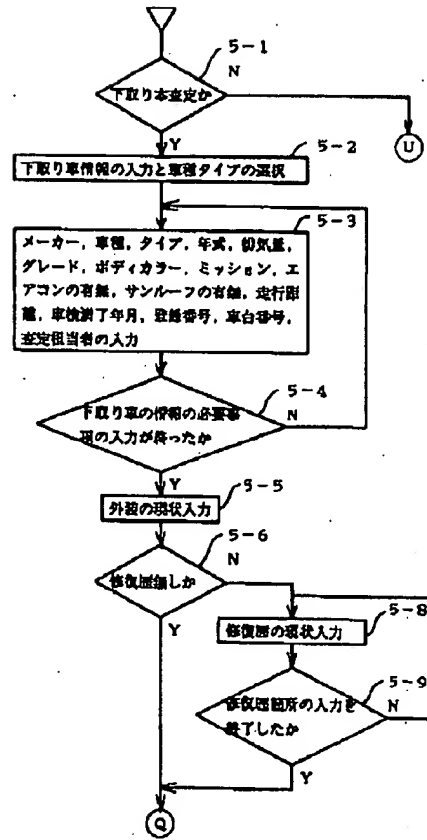 5-1
N
下取り本査定か
Y
U
5-2
下取り車情報の入力と車種タイプの選択
5-3
メーカー，車種，タイプ，年式，排気量，
グレード，ボディカラー，ミッション，エ
アコンの有無，サンルーフの有無，走行距
離，車検満了年月，登録番号，車台番号，
査定担当者の入力
5-4
下取り車の情報の必要事
項の入力が終ったか
N
Y
5-5
外装の現状入力
5-6
N
修復歴無しか
Y
5-8
修復歴の現状入力
5-9
修復歴箇所の入力を
終了したか
N
Y
Q